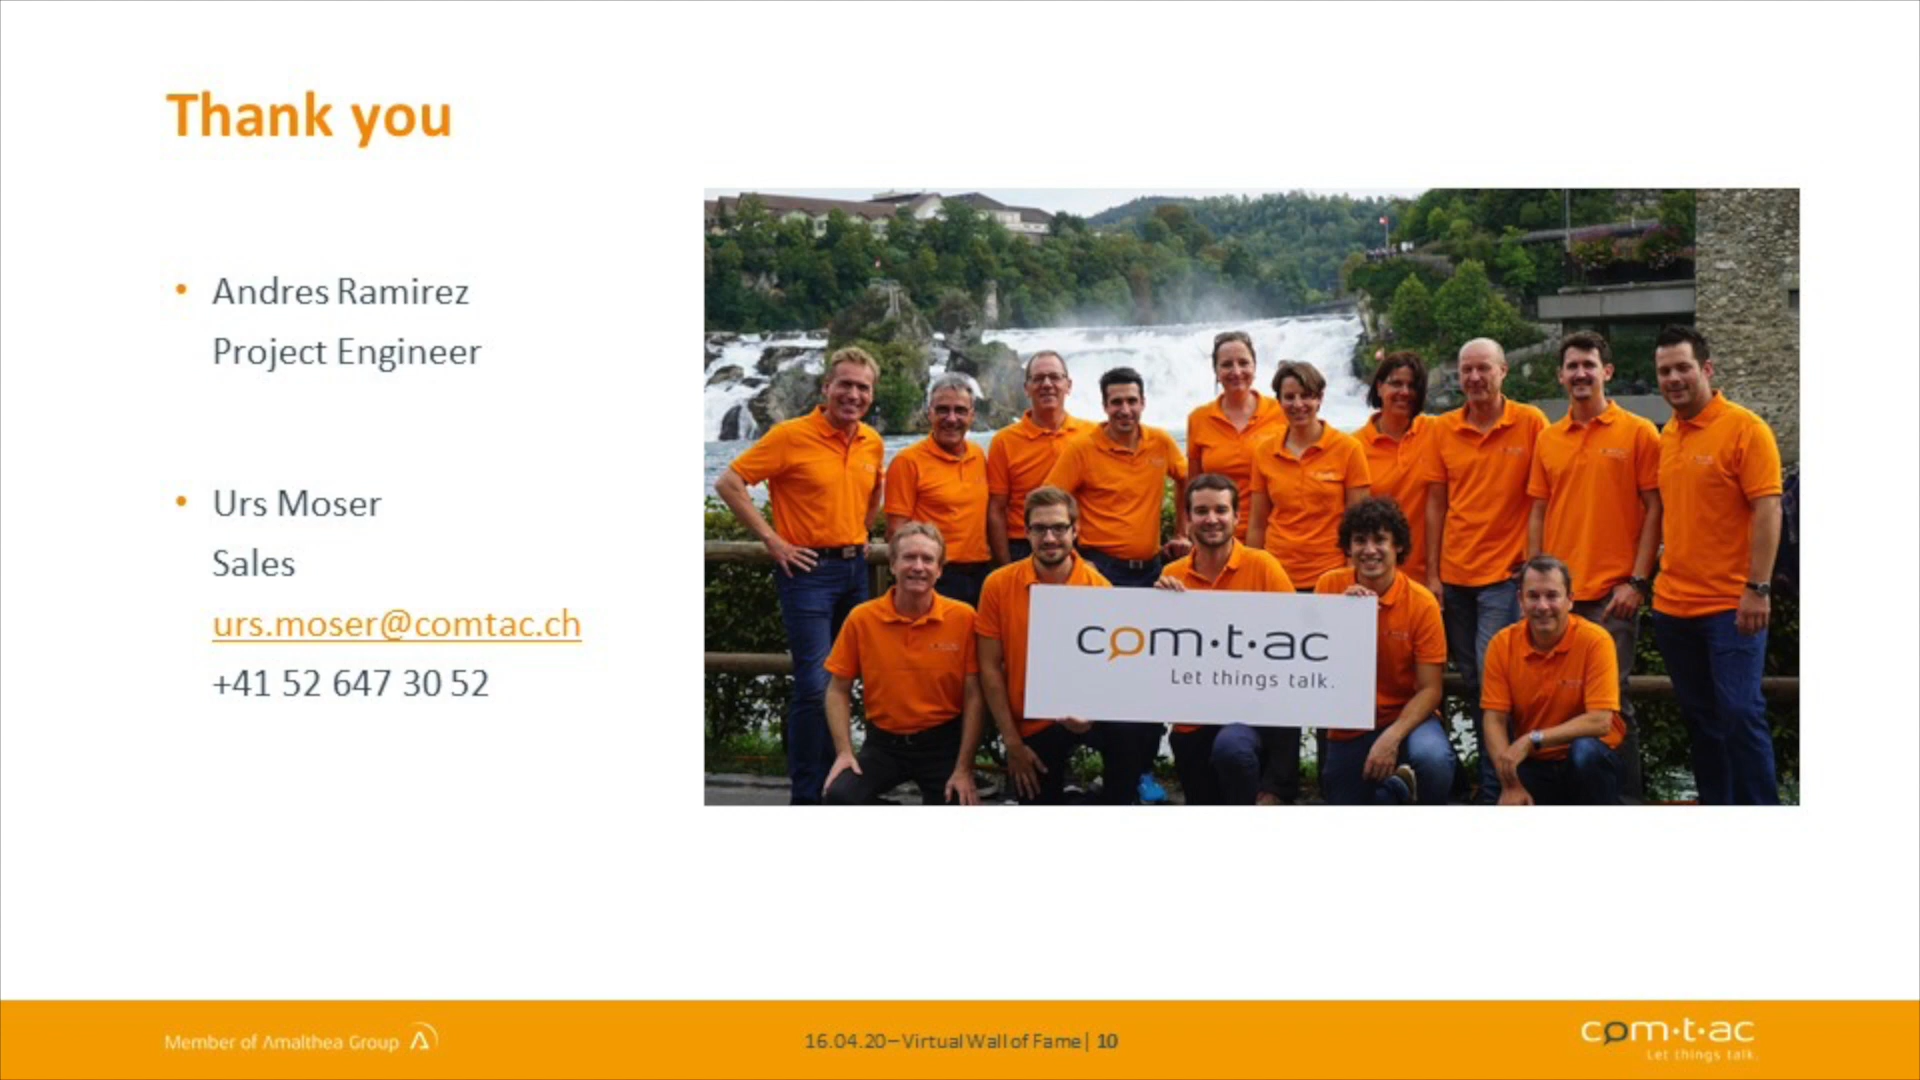 Thank you
• Andres Ramirez
Project Engineer
• Urs Moser
Sales
urs.moser@comtac.ch
+41 52 647 30 52
com·t·ac
Let things talk.
Member of Amalthea Group
16.04.20 – Virtual Wall of Fame | 10
com·t·ac
Let things talk.